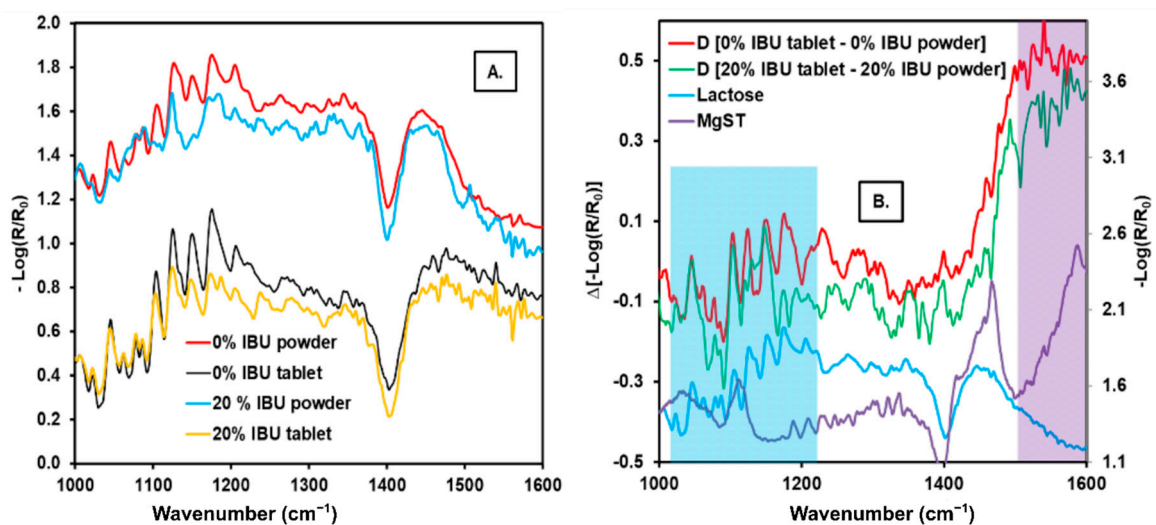 A.
- Log(R/R0)
2.0
1.8
1.6
1.4
1.2
1.0
0.8
0.6
0.4
0.2
0.0
0% IBU powder
0% IBU tablet
20 % IBU powder
20% IBU tablet
1000 1100 1200 1300 1400 1500 1600
Wavenumber (cm⁻¹)
B.
D [0% IBU tablet - 0% IBU powder]
D [20% IBU tablet - 20% IBU powder]
Lactose
MgST
Δ[-Log(R/R₀)]
0.5
0.3
0.1
-0.1
-0.3
-0.5
3.6
3.1
2.6
2.1
1.6
1.1
-Log(R/R₀)
1000 1200 1400 1600
Wavenumber (cm⁻¹)